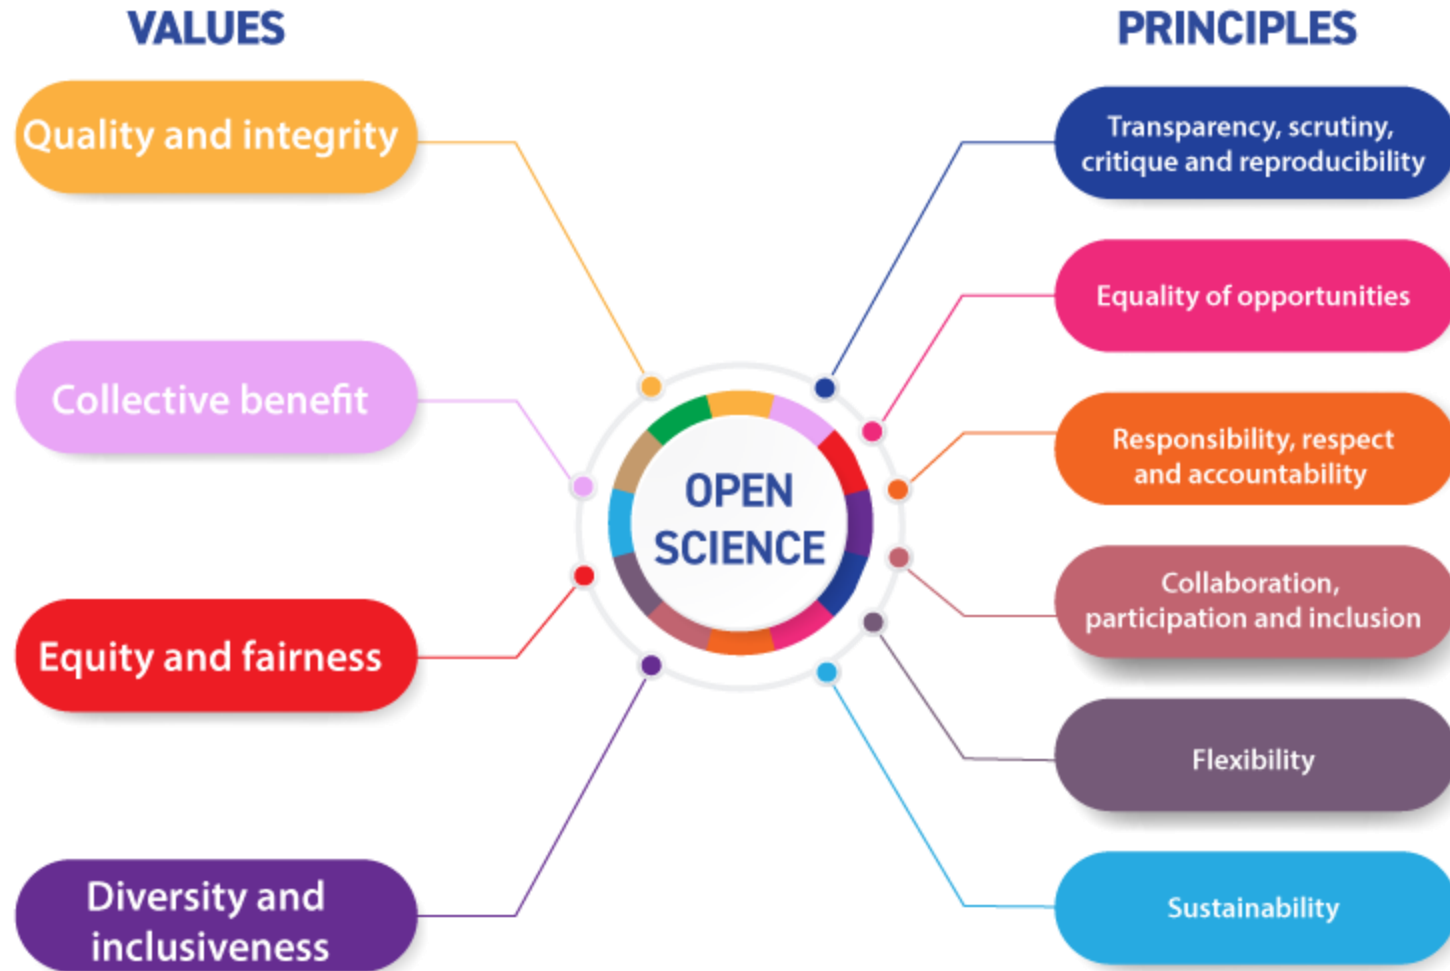 VALUES
Quality and integrity
Collective benefit
Equity and fairness
Diversity and
inclusiveness
OPEN
SCIENCE
PRINCIPLES
Transparency, scrutiny,
critique and reproducibility
Equality of opportunities
Responsibility, respect
and accountability
Collaboration,
participation and inclusion
Flexibility
Sustainability